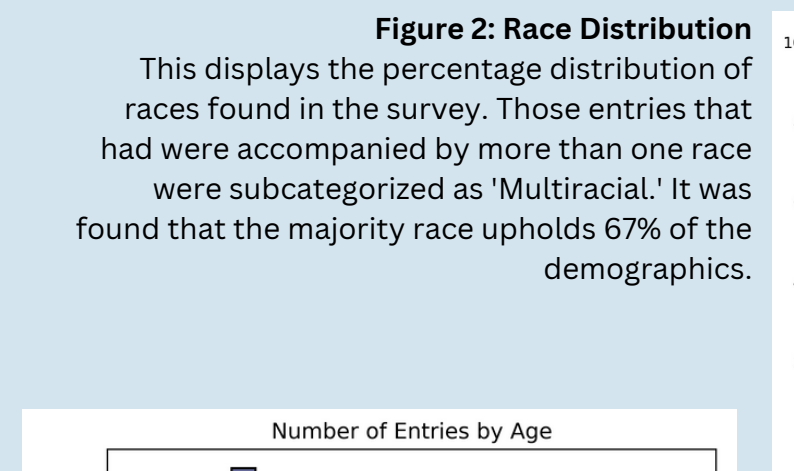 Figure 2: Race Distribution
This displays the percentage distribution of
races found in the survey. Those entries that
had were accompanied by more than one race
were subcategorized as 'Multiracial.' It was
found that the majority race upholds 67% of the
demographics.
Number of Entries by Age